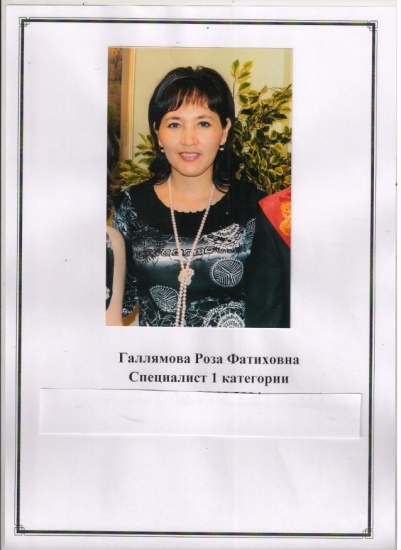 Галлямова Роза Фатиховна
Специалист 1 категории